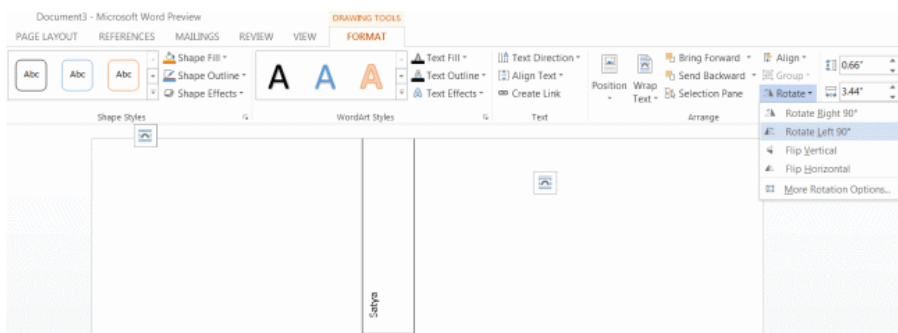 Document3 - Microsoft Word Preview
DRAWING TOOLS
PAGE LAYOUT REFERENCES MAILINGS REVIEW VIEW FORMAT
Abc Abc Abc
Shape Fill
Shape Outline
Shape Effects
Shape Styles
A A A
Text Fill
Text Outline
Text Effects
WordArt Styles
Text Direction
Align Text
Create Link
Text
Position
Wrap Text
Bring Forward
Send Backward
Selection Pane
Align
Group
Rotate
Arrange
0.66"
3.44"
Rotate Right 90°
Rotate Left 90°
Flip Vertical
Flip Horizontal
More Rotation Options...
Satya